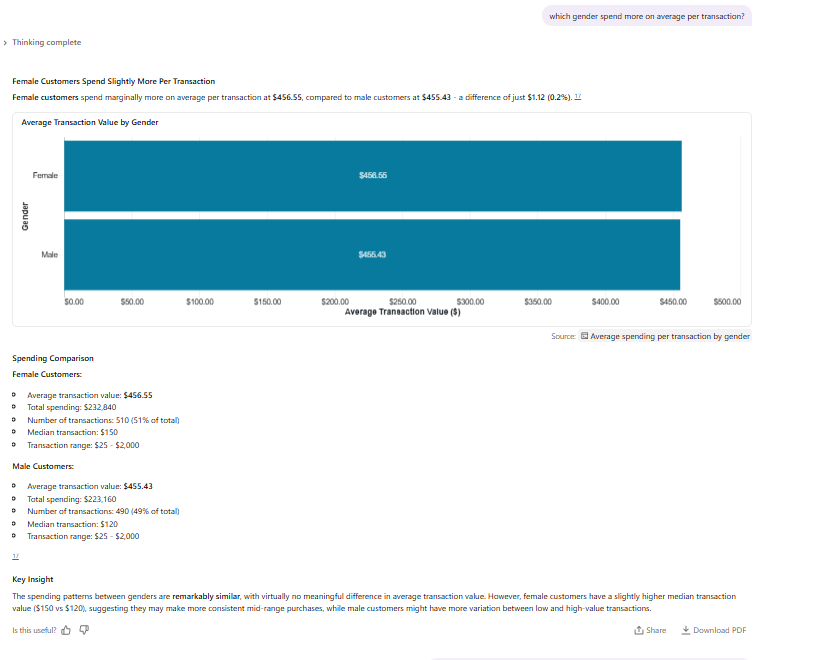 which gender spend more on average per transaction?
Thinking complete
Female Customers Spend Slightly More Per Transaction
Female customers spend marginally more on average per transaction at $456.55, compared to male customers at $455.43 - a difference of just $1.12 (0.2%). 17
Average Transaction Value by Gender
Female
$456.55
Gender
Male
$455.43
$0.00 $50.00 $100.00 $150.00 $200.00 $250.00 $300.00 $350.00 $400.00 $450.00 $500.00
Average Transaction Value ($)
Source: Average spending per transaction by gender
Spending Comparison
Female Customers:
Average transaction value: $456.55
Total spending: $232,840
Number of transactions: 510 (51% of total)
Median transaction: $150
Transaction range: $25 - $2,000
Male Customers:
Average transaction value: $455.43
Total spending: $223,160
Number of transactions: 490 (49% of total)
Median transaction: $120
Transaction range: $25 - $2,000
17
Key Insight
The spending patterns between genders are remarkably similar, with virtually no meaningful difference in average transaction value. However, female customers have a slightly higher median transaction
value ($150 vs $120), suggesting they may make more consistent mid-range purchases, while male customers might have more variation between low and high-value transactions.
Is this useful?
Share Download PDF